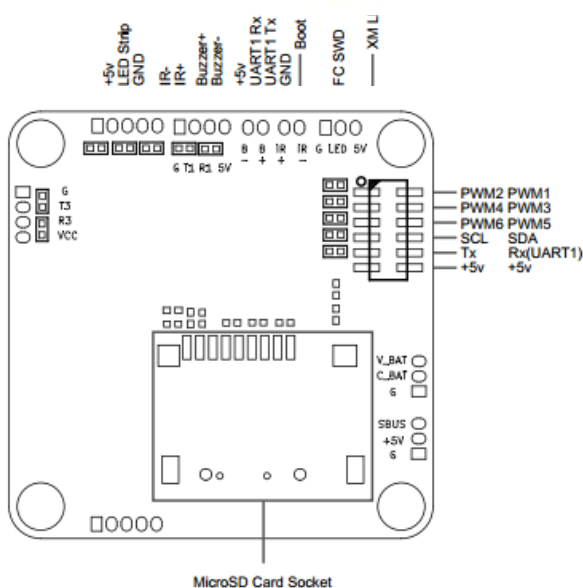 +5v
LED Strip
GND
IR-
IR+
Buzzer+
Buzzer-
+5v
UART1 Rx
UART1 Tx
GND
Boot
FC SWD
XM L
B B IR IR G LED 5V
- + + -
G T1 R1 5V
G
T3
R3
VCC
PWM2 PWM1
PWM4 PWM3
PWM6 PWM5
SCL SDA
Tx Rx(UART1)
+5v +5v
V_BAT
C_BAT
G
SBUS
+5V
G
MicroSD Card Socket